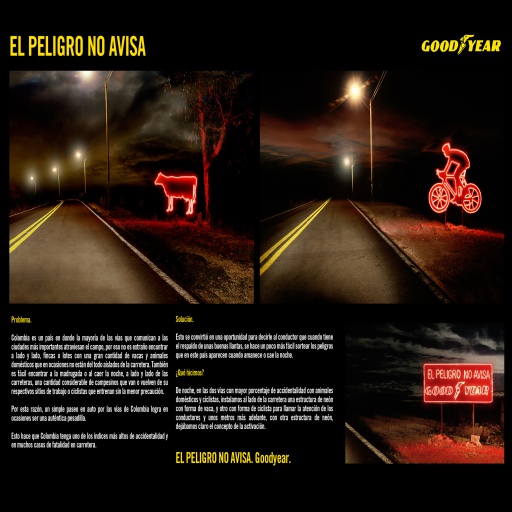 EL PELIGRO NO AVISA
GOODYEAR
Problema.
Colombia es un país en donde la mayoría de las vías que comunican a las
ciudades más importantes atraviesan el campo, por eso no es extraño encontrar
a lado y lado, fincas o lotes con una gran cantidad de vacas y animales
domésticos que en ocasiones no están del todo aislados de la carretera. También
es fácil encontrar a la madrugada o al caer la noche, a lado y lado de las
carreteras, una cantidad considerable de campesinos que van o vuelven de su
respectivos sitios de trabajo o ciclistas que entrenan sin la menor precaución.
Por esta razón, un simple paseo en auto por las vías de Colombia logra en
ocasiones ser una auténtica pesadilla.
Esto hace que Colombia tenga uno de los índices más altos de accidentalidad y
en muchos casos de fatalidad en carretera.
Solución.
Esto se convirtió en una oportunidad para decirle al conductor que cuando tiene
el respaldo de unas buenas llantas, se hace un poco más fácil sortear los peligros
que en este país aparecen cuando amanece o cae la noche.
¿Qué hicimos?
De noche, en las dos vías con mayor porcentaje de accidentalidad con animales
domésticos y ciclistas, instalamos al lado de la carretera una estructura de neón
con forma de vaca, y otro con forma de ciclista para llamar la atención de los
conductores y unos metros más adelante, con otra estructura de neón,
dejábamos claro el concepto de la activación.
EL PELIGRO NO AVISA. Goodyear.
EL PELIGRO NO AVISA
GOODYEAR